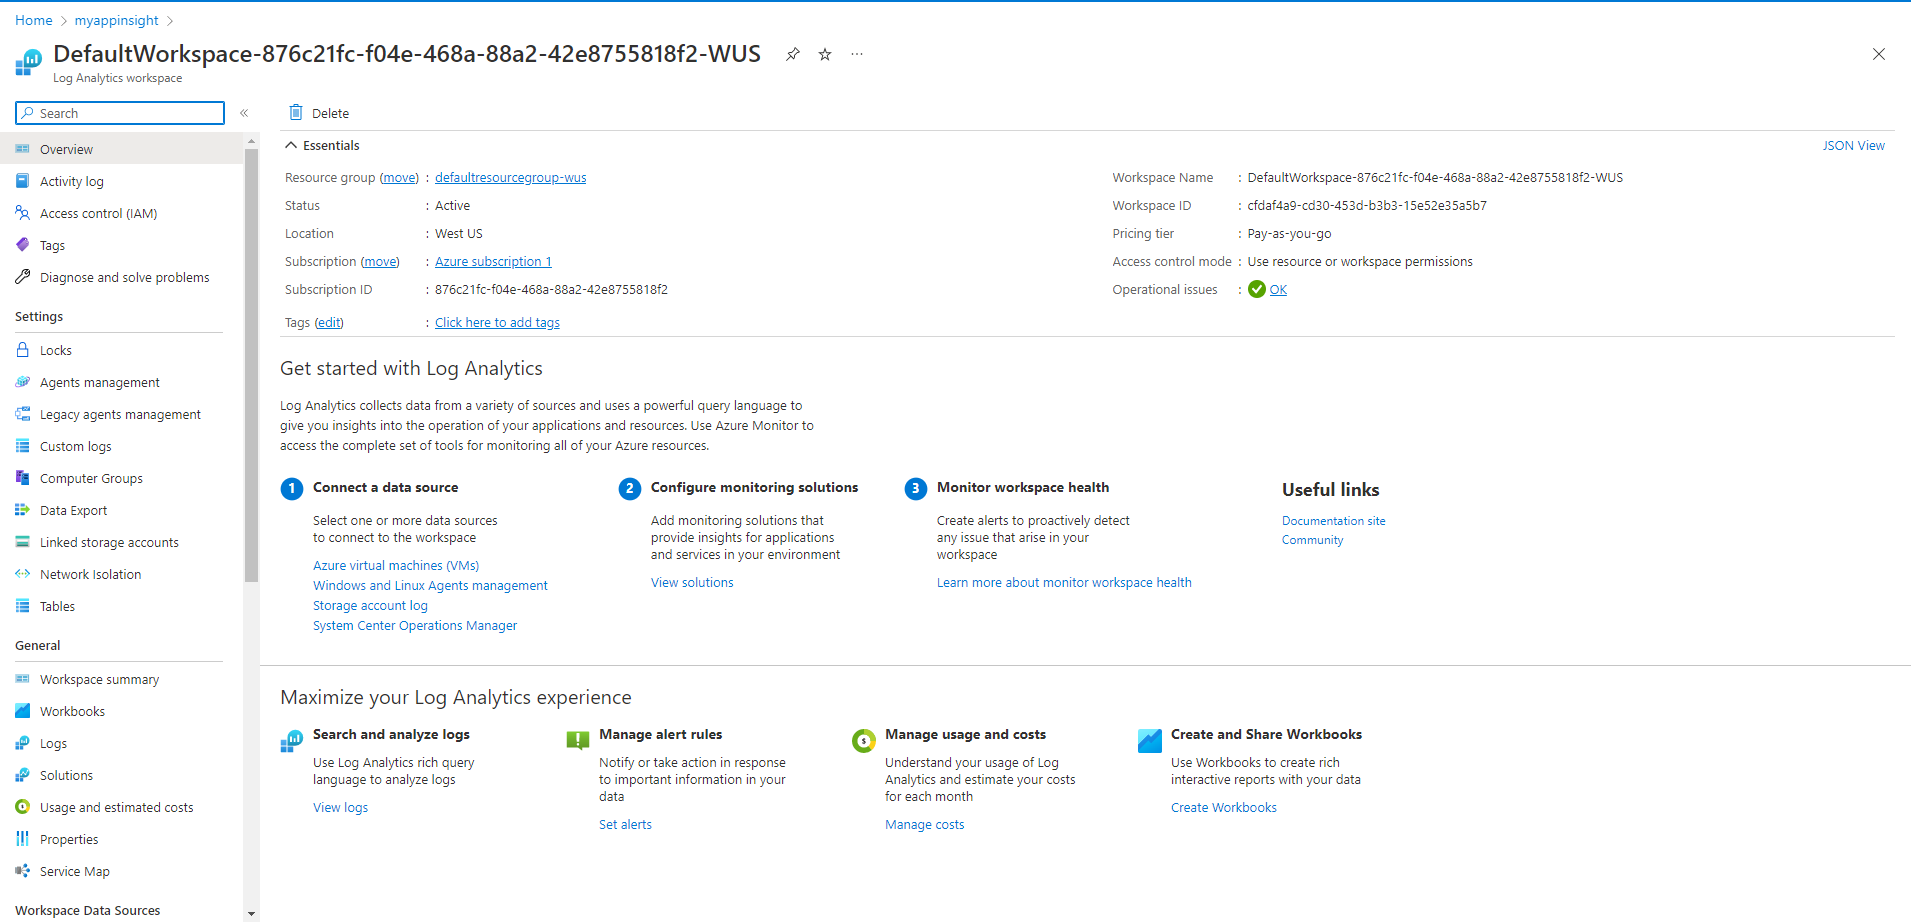 Home > myappinsight >
DefaultWorkspace-876c21fc-f04e-468a-88a2-42e8755818f2-WUS
Log Analytics workspace
Search
Overview
Activity log
Access control (IAM)
Tags
Diagnose and solve problems
Settings
Locks
Agents management
Legacy agents management
Custom logs
Computer Groups
Data Export
Linked storage accounts
Network Isolation
Tables
General
Workspace summary
Workbooks
Logs
Solutions
Usage and estimated costs
Properties
Service Map
Workspace Data Sources
Delete
Essentials
JSON View
Resource group (move) : defaultresourcegroup-wus
Status : Active
Location : West US
Subscription (move) : Azure subscription 1
Subscription ID : 876c21fc-f04e-468a-88a2-42e8755818f2
Tags (edit) : Click here to add tags
Workspace Name : DefaultWorkspace-876c21fc-f04e-468a-88a2-42e8755818f2-WUS
Workspace ID : cfdaf4a9-cd30-453d-b3b3-15e52e35a5b7
Pricing tier : Pay-as-you-go
Access control mode : Use resource or workspace permissions
Operational issues : OK
Get started with Log Analytics
Log Analytics collects data from a variety of sources and uses a powerful query language to
give you insights into the operation of your applications and resources. Use Azure Monitor to
access the complete set of tools for monitoring all of your Azure resources.
1 Connect a data source
Select one or more data sources
to connect to the workspace
Azure virtual machines (VMs)
Windows and Linux Agents management
Storage account log
System Center Operations Manager
2 Configure monitoring solutions
Add monitoring solutions that
provide insights for applications
and services in your environment
View solutions
3 Monitor workspace health
Create alerts to proactively detect
any issue that arise in your
workspace
Learn more about monitor workspace health
Useful links
Documentation site
Community
Maximize your Log Analytics experience
Search and analyze logs
Use Log Analytics rich query
language to analyze logs
View logs
Manage alert rules
Notify or take action in response
to important information in your
data
Set alerts
Manage usage and costs
Understand your usage of Log
Analytics and estimate your costs
for each month
Manage costs
Create and Share Workbooks
Use Workbooks to create rich
interactive reports with your data
Create Workbooks